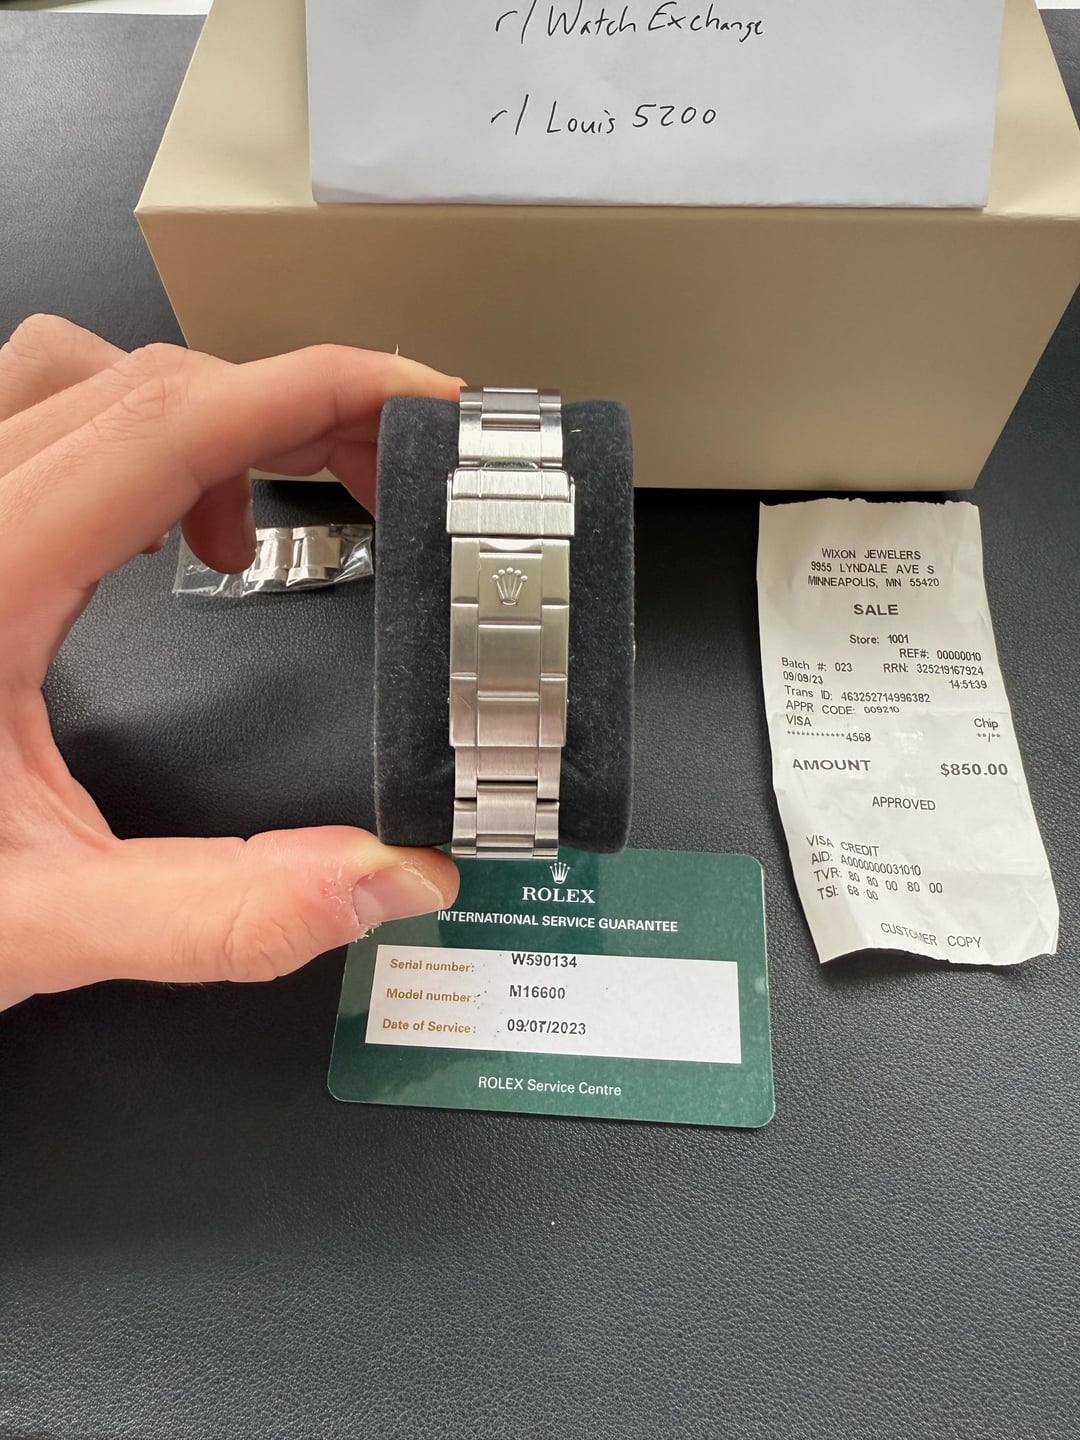 r/ Watch Exchange
r/ Louis 5200
WIXON JEWELERS
9955 LYNDALE AVE S
MINNEAPOLIS, MN 55420
SALE
Store: 1001
REF#: 00000010
Batch #: 023 RRN: 325219167924
09/09/23 14:51:39
Trans ID: 463252714996382
APPR CODE: 009210
VISA Chip
************4568 **/**
AMOUNT $850.00
APPROVED
VISA CREDIT
AID: A0000000031010
TVR: 80 80 00 80 00
TSI: 68 00
CUSTOMER COPY
ROLEX
INTERNATIONAL SERVICE GUARANTEE
Serial number: W590134
Model number: M16600
Date of Service: 09/07/2023
ROLEX Service Centre